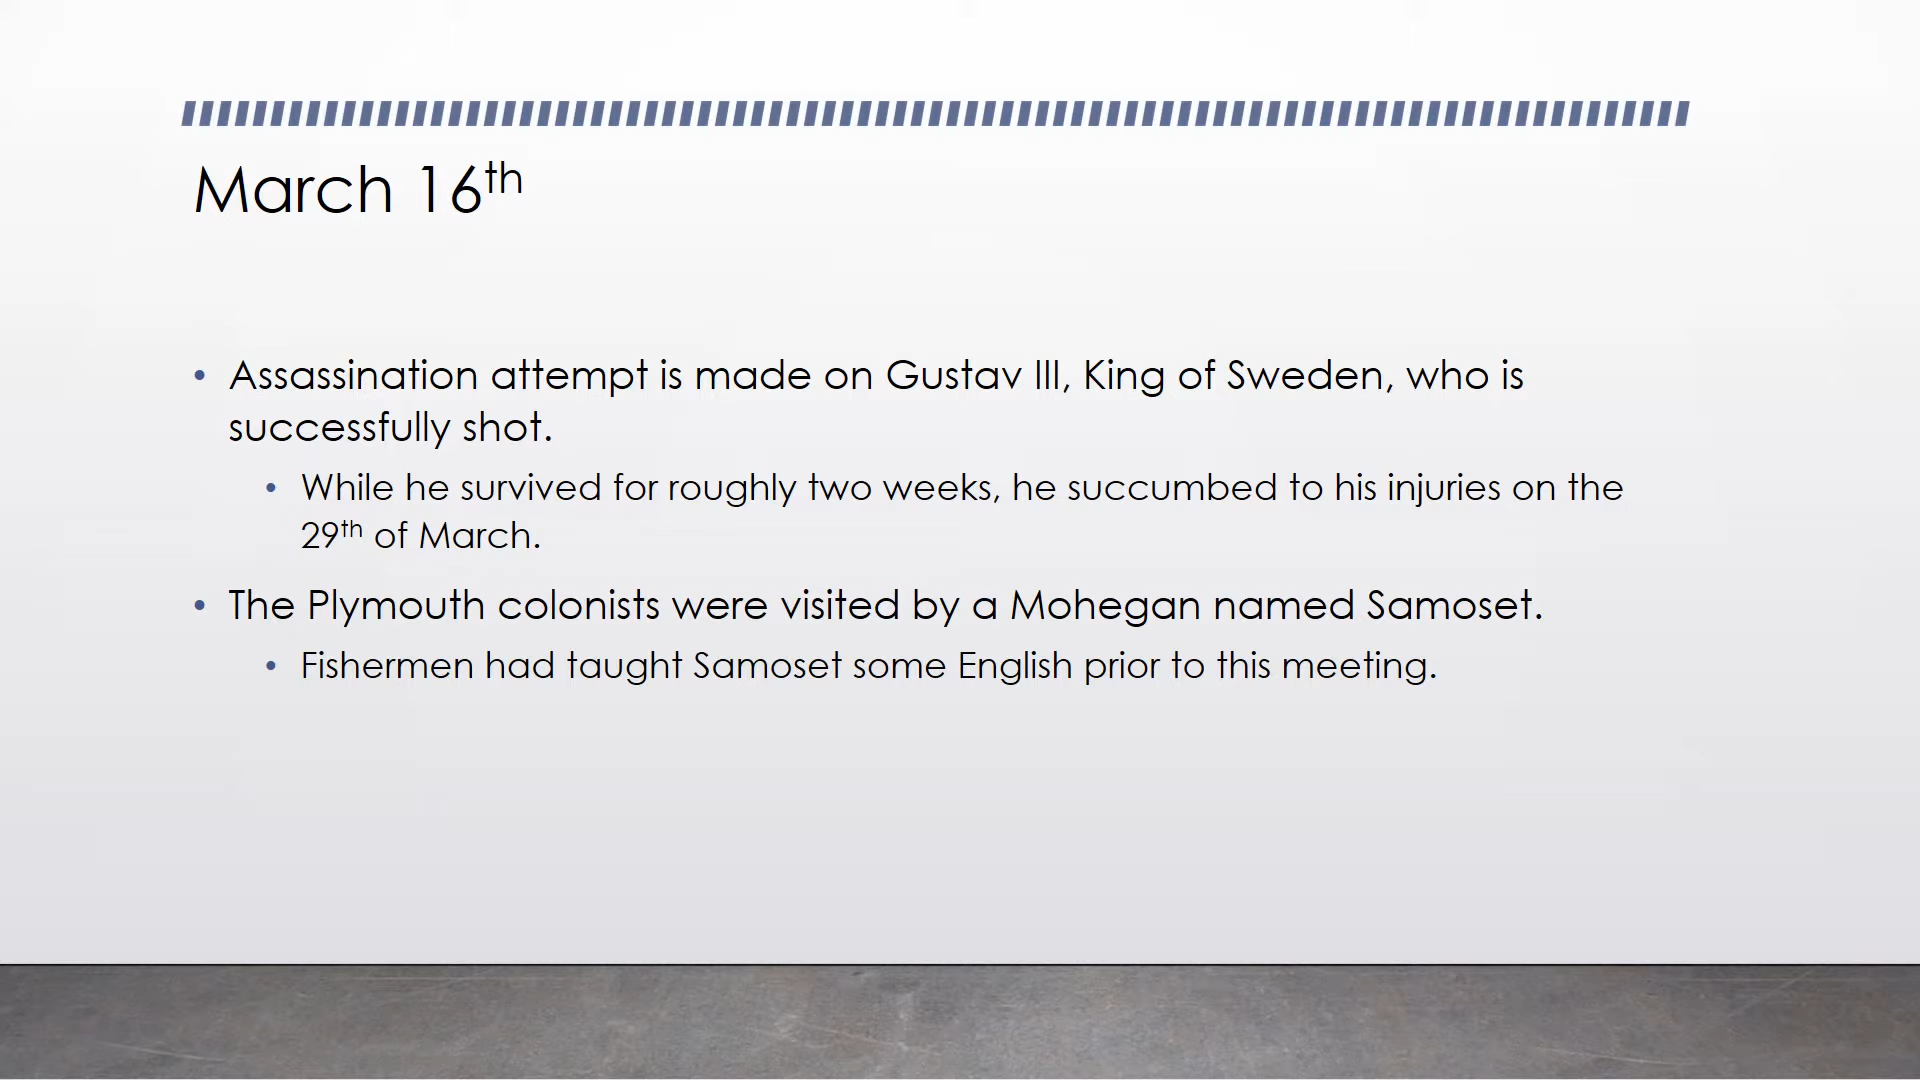 March 16th
• Assassination attempt is made on Gustav III, King of Sweden, who is
successfully shot.
• While he survived for roughly two weeks, he succumbed to his injuries on the
29th of March.
• The Plymouth colonists were visited by a Mohegan named Samoset.
• Fishermen had taught Samoset some English prior to this meeting.